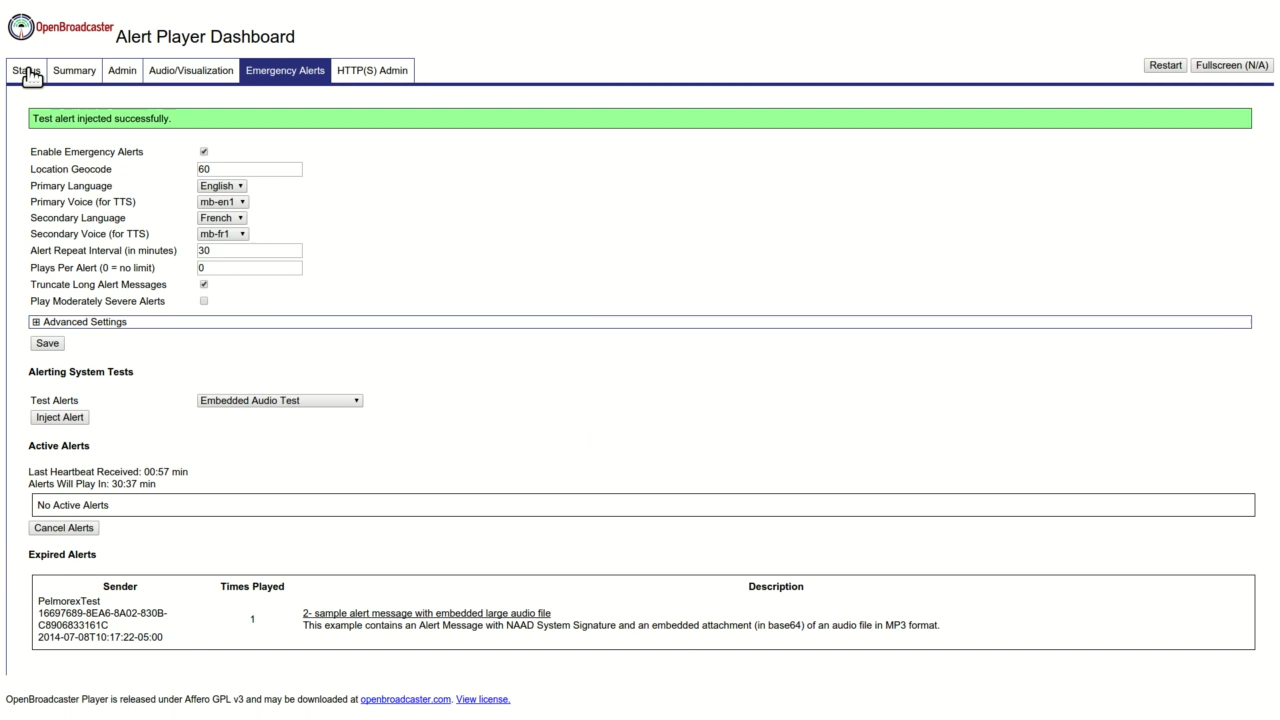 OpenBroadcaster
Alert Player Dashboard
Status Summary Admin Audio/Visualization Emergency Alerts HTTP(S) Admin Restart Fullscreen (N/A)
Test alert injected successfully.
Enable Emergency Alerts
Location Geocode 60
Primary Language English
Primary Voice (for TTS) mb-en1
Secondary Language French
Secondary Voice (for TTS) mb-fr1
Alert Repeat Interval (in minutes) 30
Plays Per Alert (0 = no limit) 0
Truncate Long Alert Messages
Play Moderately Severe Alerts
Advanced Settings
Save
Alerting System Tests
Test Alerts Embedded Audio Test
Inject Alert
Active Alerts
Last Heartbeat Received: 00:57 min
Alerts Will Play In: 30:37 min
No Active Alerts
Cancel Alerts
Expired Alerts
Sender Times Played Description
PelmorexTest
16697689-8EA6-8A02-830B-
C8906833161C
2014-07-08T10:17:22-05:00
1
2- sample alert message with embedded large audio file
This example contains an Alert Message with NAAD System Signature and an embedded attachment (in base64) of an audio file in MP3 format.
OpenBroadcaster Player is released under Affero GPL v3 and may be downloaded at openbroadcaster.com. View license.